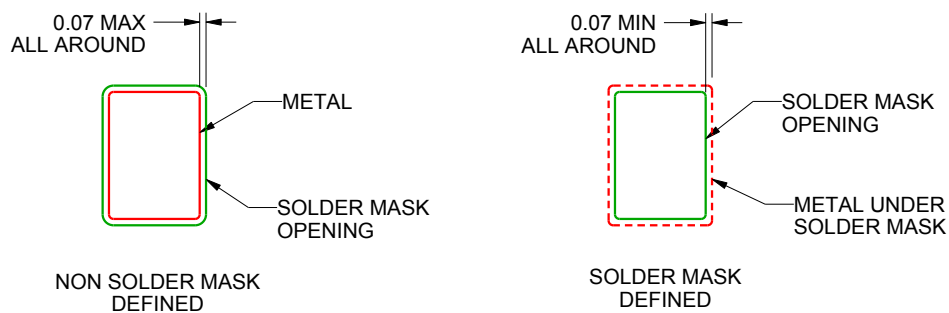 0.07 MAX
ALL AROUND
METAL
SOLDER MASK
OPENING
NON SOLDER MASK
DEFINED
0.07 MIN
ALL AROUND
SOLDER MASK
OPENING
METAL UNDER
SOLDER MASK
SOLDER MASK
DEFINED